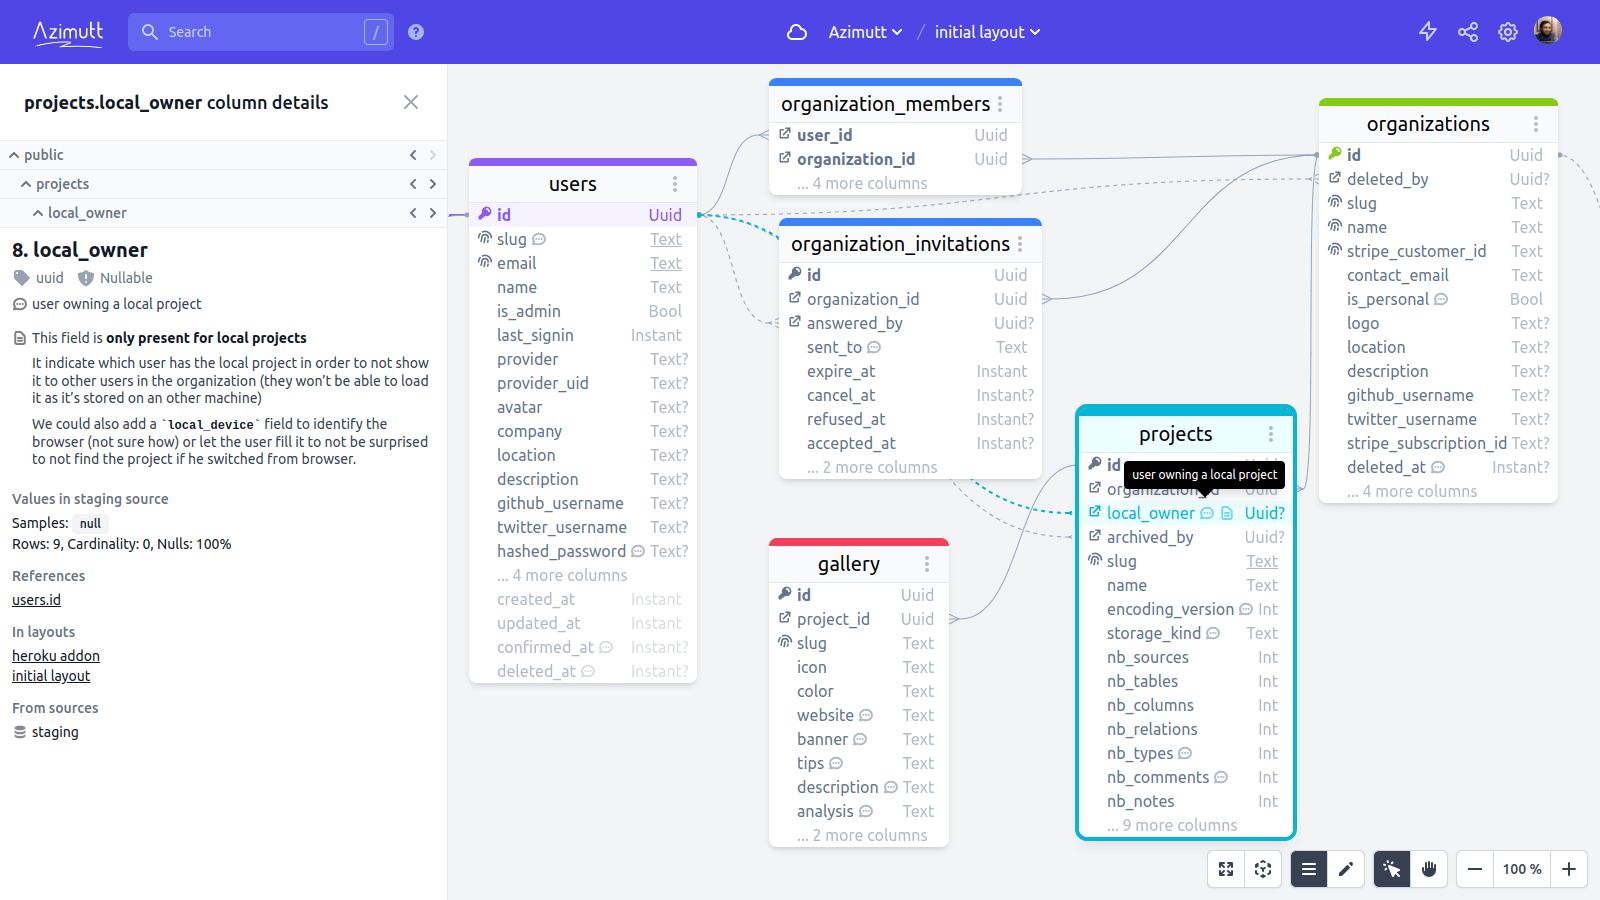 Azimutt
Search
/
?
Azimutt
/
initial layout
projects.local_owner column details
public
projects
local_owner
8. local_owner
uuid
Nullable
user owning a local project
This field is only present for local projects
It indicate which user has the local project in order to not show
it to other users in the organization (they won't be able to load
it as it's stored on an other machine)
We could also add a `local_device` field to identify the
browser (not sure how) or let the user fill it to not be surprised
to not find the project if he switched from browser.
Values in staging source
Samples: null
Rows: 9, Cardinality: 0, Nulls: 100%
References
users.id
In layouts
heroku addon
initial layout
From sources
staging
users
id Uuid
slug Text
email Text
name Text
is_admin Bool
last_signin Instant
provider Text?
provider_uid Text?
avatar Text?
company Text?
location Text?
description Text?
github_username Text?
twitter_username Text?
hashed_password Text?
... 4 more columns
created_at Instant
updated_at Instant
confirmed_at Instant?
deleted_at Instant?
organization_members
user_id Uuid
organization_id Uuid
... 4 more columns
organization_invitations
id Uuid
organization_id Uuid
answered_by Uuid?
sent_to Text
expire_at Instant
cancel_at Instant?
refused_at Instant?
accepted_at Instant?
... 2 more columns
gallery
id Uuid
project_id Uuid
slug Text
icon Text
color Text
website Text
banner Text
tips Text
description Text
analysis Text
... 2 more columns
projects
id
user owning a local project
organization_id Uuid
local_owner Uuid?
archived_by Uuid?
slug Text
name Text
encoding_version Int
storage_kind Text
nb_sources Int
nb_tables Int
nb_columns Int
nb_relations Int
nb_types Int
nb_comments Int
nb_notes Int
... 9 more columns
organizations
id Uuid
deleted_by Uuid?
slug Text
name Text
stripe_customer_id Text
contact_email Text
is_personal Bool
logo Text?
location Text?
description Text?
github_username Text?
twitter_username Text?
stripe_subscription_id Text?
deleted_at Instant?
... 4 more columns
100 %